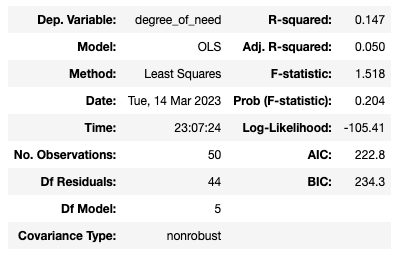 Dep. Variable: degree_of_need R-squared: 0.147
Model: OLS Adj. R-squared: 0.050
Method: Least Squares F-statistic: 1.518
Date: Tue, 14 Mar 2023 Prob (F-statistic): 0.204
Time: 23:07:24 Log-Likelihood: -105.41
No. Observations: 50 AIC: 222.8
Df Residuals: 44 BIC: 234.3
Df Model: 5
Covariance Type: nonrobust